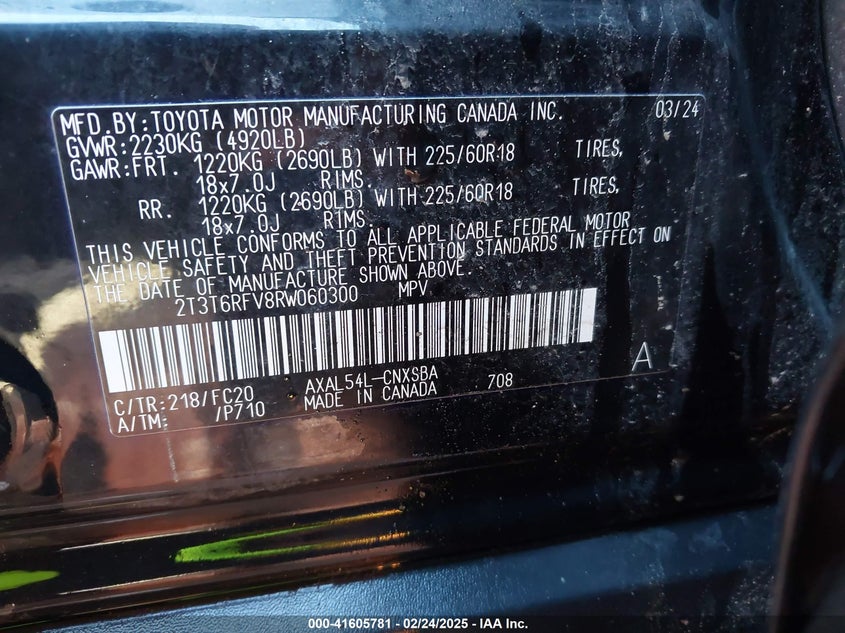 MFD.BY:TOYOTA MOTOR MANUFACTURING CANADA INC. 03/24
GVWR:2230KG (4920LB)
GAWR:FRT. 1220KG (2690LB) WITH 225/60R18 TIRES,
18x7.0J RIMS.
RR. 1220KG (2690LB) WITH 225/60R18 TIRES,
18x7.0J RIMS.
THIS VEHICLE CONFORMS TO ALL APPLICABLE FEDERAL MOTOR
VEHICLE SAFETY AND THEFT PREVENTION STANDARDS IN EFFECT ON
THE DATE OF MANUFACTURE SHOWN ABOVE.
2T3T6RFV8RW060300 MPV
C/TR:218/FC20 AXAL54L-CNXSBA 708 A
A/TM: /P710 MADE IN CANADA
000-41605781 - 02/24/2025 - IAA Inc.